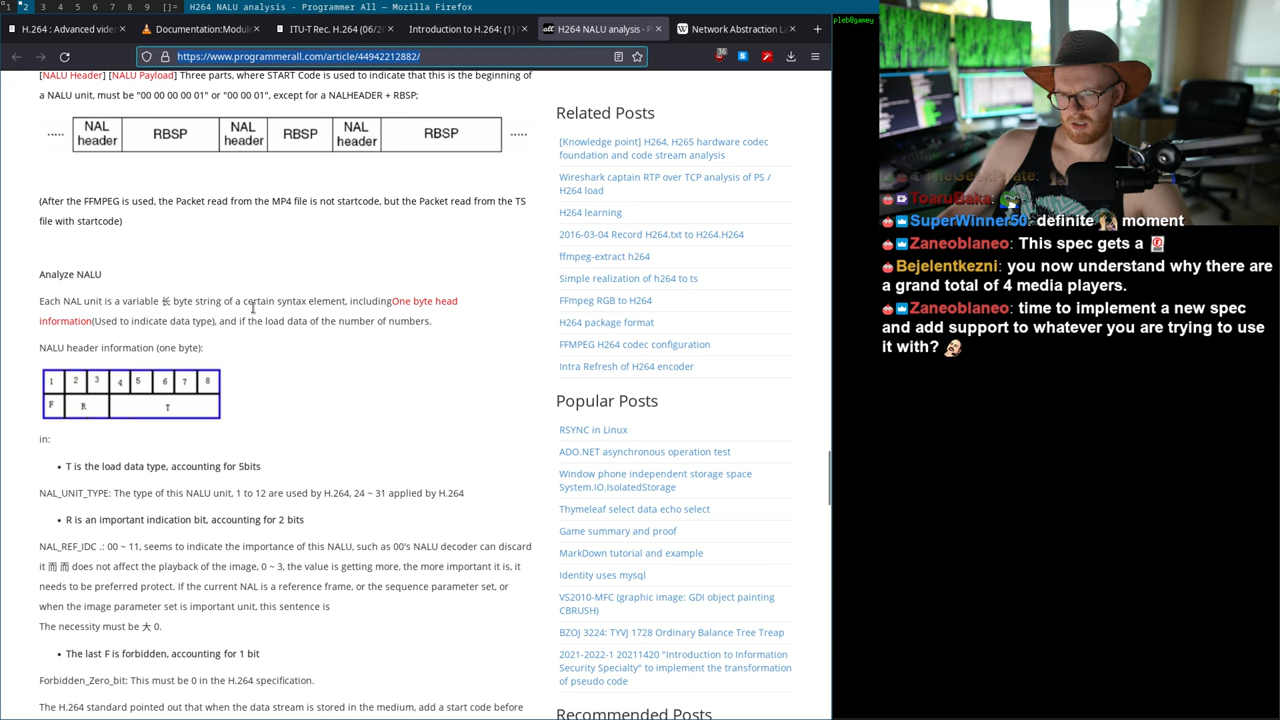 1 2 3 4 5 6 7 8 9 []= H264 NALU analysis - Programmer All — Mozilla Firefox
H.264 : Advanced video
Documentation:Modul
ITU-T Rec. H.264 (06/20
Introduction to H.264: (1)
all H264 NALU analysis - P
W Network Abstraction La
https://www.programmerall.com/article/44942212882/
36
S
[NALU Header] [NALU Payload] Three parts, where START Code is used to indicate that this is the beginning of
a NALU unit, must be "00 00 00 00 01" or "00 00 01", except for a NALHEADER + RBSP;
..... NAL header RBSP NAL header RBSP NAL header RBSP .....
(After the FFMPEG is used, the Packet read from the MP4 file is not startcode, but the Packet read from the TS
file with startcode)
Analyze NALU
Each NAL unit is a variable 长 byte string of a certain syntax element, includingOne byte head
information(Used to indicate data type), and if the load data of the number of numbers.
NALU header information (one byte):
1 2 3 4 5 6 7 8
F R T
in:
• T is the load data type, accounting for 5bits
NAL_UNIT_TYPE: The type of this NALU unit, 1 to 12 are used by H.264, 24 ~ 31 applied by H.264
• R is an important indication bit, accounting for 2 bits
NAL_REF_IDC .: 00 ~ 11, seems to indicate the importance of this NALU, such as 00's NALU decoder can discard
it 而 而 does not affect the playback of the image, 0 ~ 3, the value is getting more, the more important it is, it
needs to be preferred protect. If the current NAL is a reference frame, or the sequence parameter set, or
when the image parameter set is important unit, this sentence is
The necessity must be 大 0.
• The last F is forbidden, accounting for 1 bit
Forbidden_Zero_bit: This must be 0 in the H.264 specification.
The H.264 standard pointed out that when the data stream is stored in the medium, add a start code before
Related Posts
[Knowledge point] H264, H265 hardware codec
foundation and code stream analysis
Wireshark captain RTP over TCP analysis of PS /
H264 load
H264 learning
2016-03-04 Record H264.txt to H264.H264
ffmpeg-extract h264
Simple realization of h264 to ts
FFmpeg RGB to H264
H264 package format
FFMPEG H264 codec configuration
Intra Refresh of H264 encoder
Popular Posts
RSYNC in Linux
ADO.NET asynchronous operation test
Window phone independent storage space
System.IO.IsolatedStorage
Thymeleaf select data echo select
Game summary and proof
MarkDown tutorial and example
Identity uses mysql
VS2010-MFC (graphic image: GDI object painting
CBRUSH)
BZOJ 3224: TYVJ 1728 Ordinary Balance Tree Treap
2021-2022-1 20211420 "Introduction to Information
Security Specialty" to implement the transformation
of pseudo code
Recommended Posts
pleb@gamey
ToaruBaka:
SuperWinner50: definite moment
Zaneoblaneo: This spec gets a
Bejelentkezni: you now understand why there are
a grand total of 4 media players.
Zaneoblaneo: time to implement a new spec
and add support to whatever you are trying to use
it with?